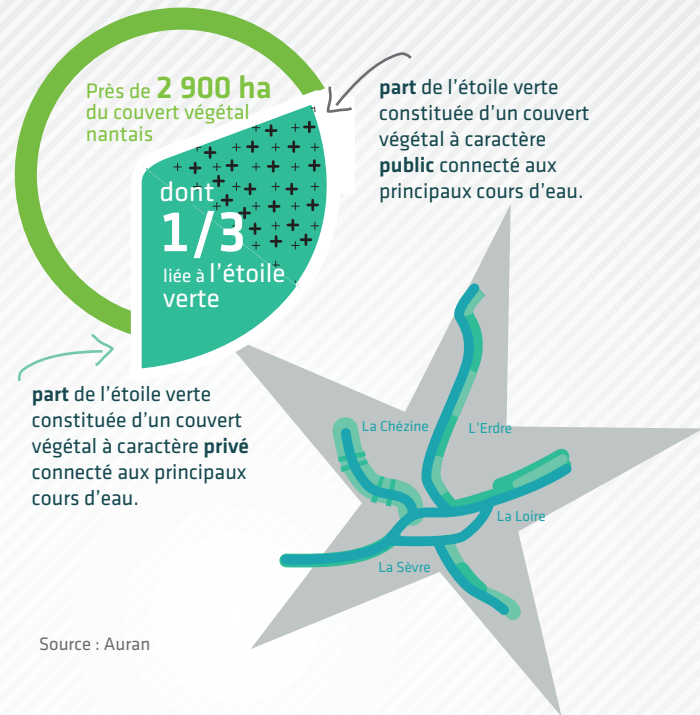 Près de 2 900 ha
du couvert végétal
nantais
dont
1/3
liée à l'étoile
verte
part de l'étoile verte
constituée d'un couvert
végétal à caractère
public connecté aux
principaux cours d'eau.
part de l'étoile verte
constituée d'un couvert
végétal à caractère privé
connecté aux principaux
cours d'eau.
La Chézine
L'Erdre
La Loire
La Sèvre
Source : Auran